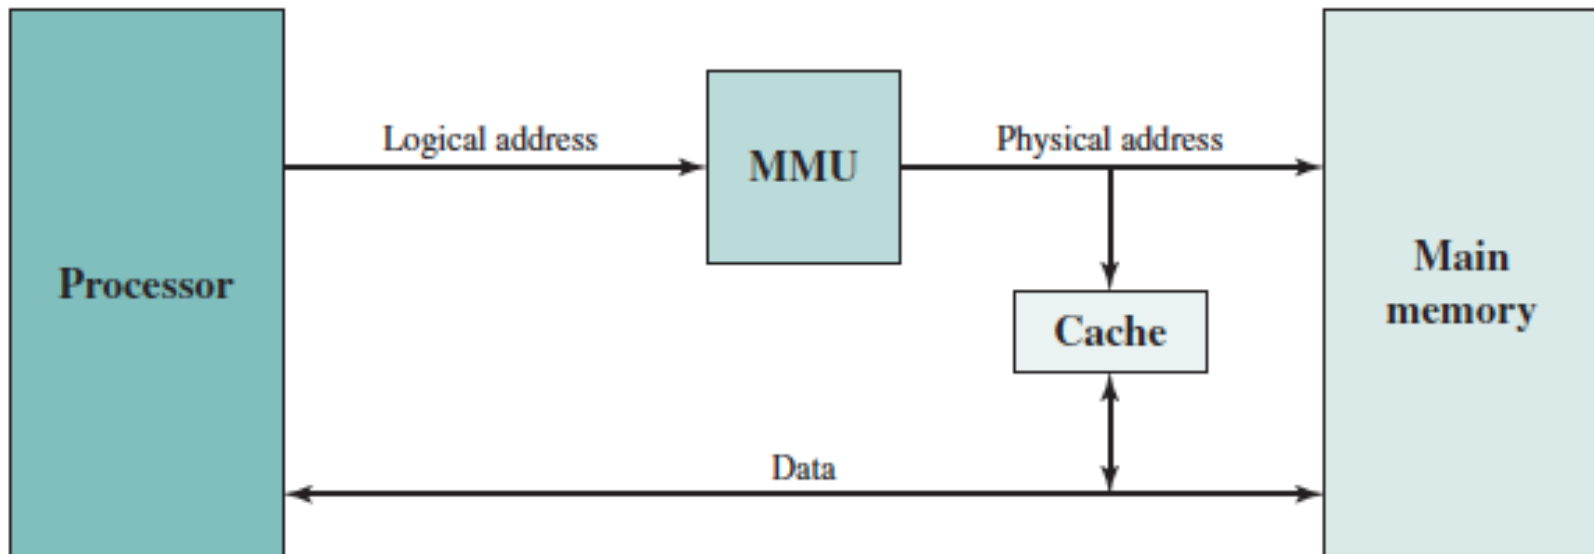 Logical address
MMU
Physical address
Processor
Main
memory
Cache
Data